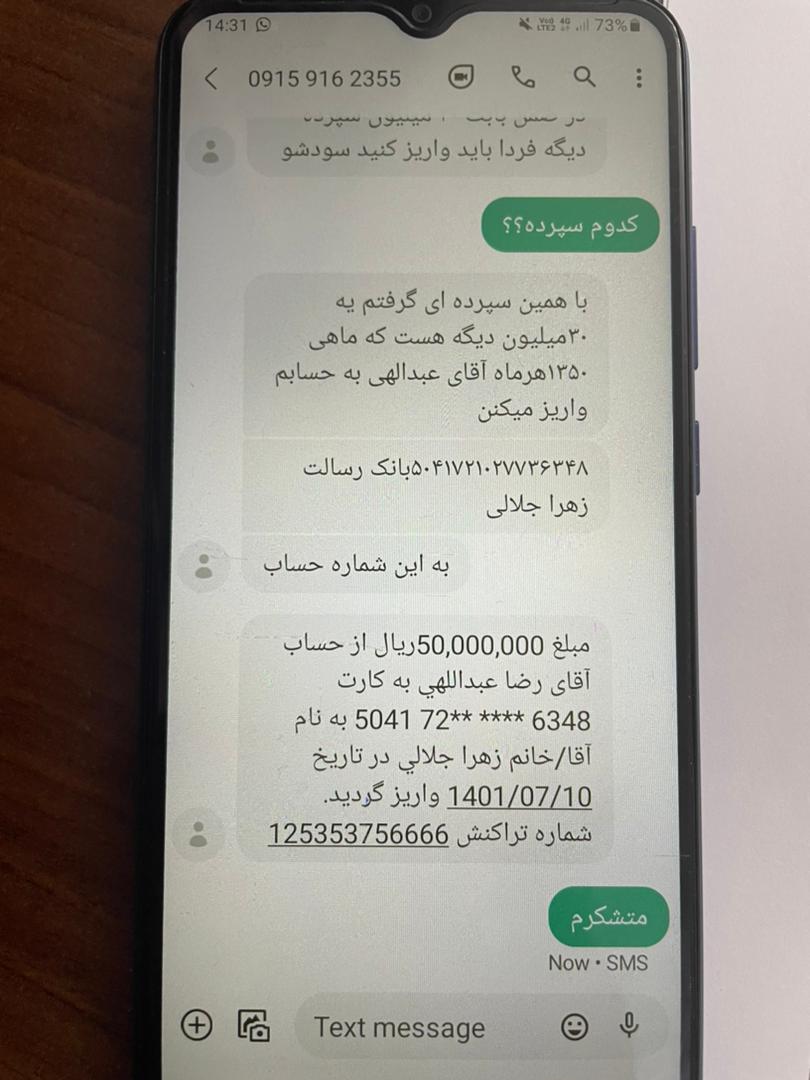 14:31
Vo)) LTE2 4G 73%
0915 916 2355
دیگه فردا باید واریز کنید سودشو
کدوم سپرده؟؟
با همین سپرده ای گرفتم یه
۳۰میلیون دیگه هست که ماهی
۱۳۵۰هرماه آقای عبدالهی به حسابم
واریز میکنن
۵۰۴۱۷۲۱۰۲۷۷۳۶۳۴۸بانک رسالت
زهرا جلالی
به این شماره حساب
مبلغ 50,000,000ریال از حساب
آقای رضا عبداللهي به کارت
5041 72** **** 6348 به نام
آقا/خانم زهرا جلالي در تاریخ
1401/07/10 واریز گردید.
شماره تراکنش 125353756666
متشکرم
Now • SMS
Text message